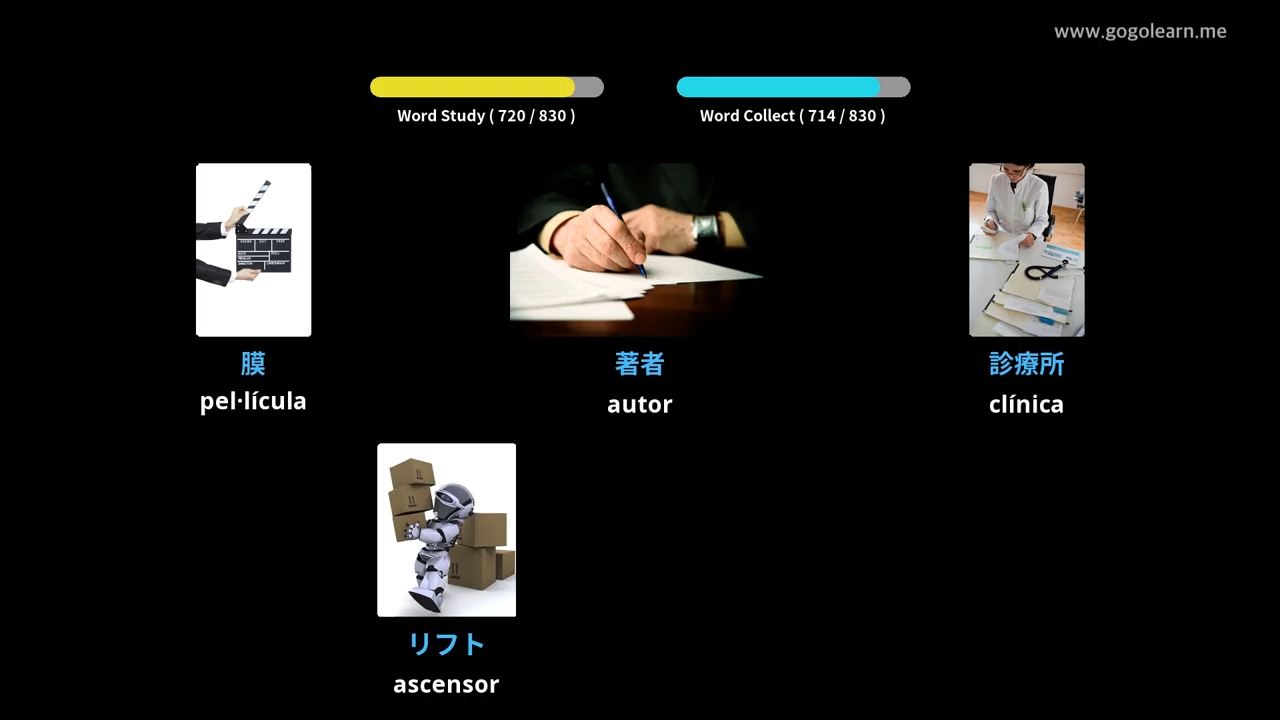 www.gogolearn.me
Word Study ( 720 / 830 )
Word Collect ( 714 / 830 )
膜
pel·lícula
著者
autor
診療所
clínica
リフト
ascensor